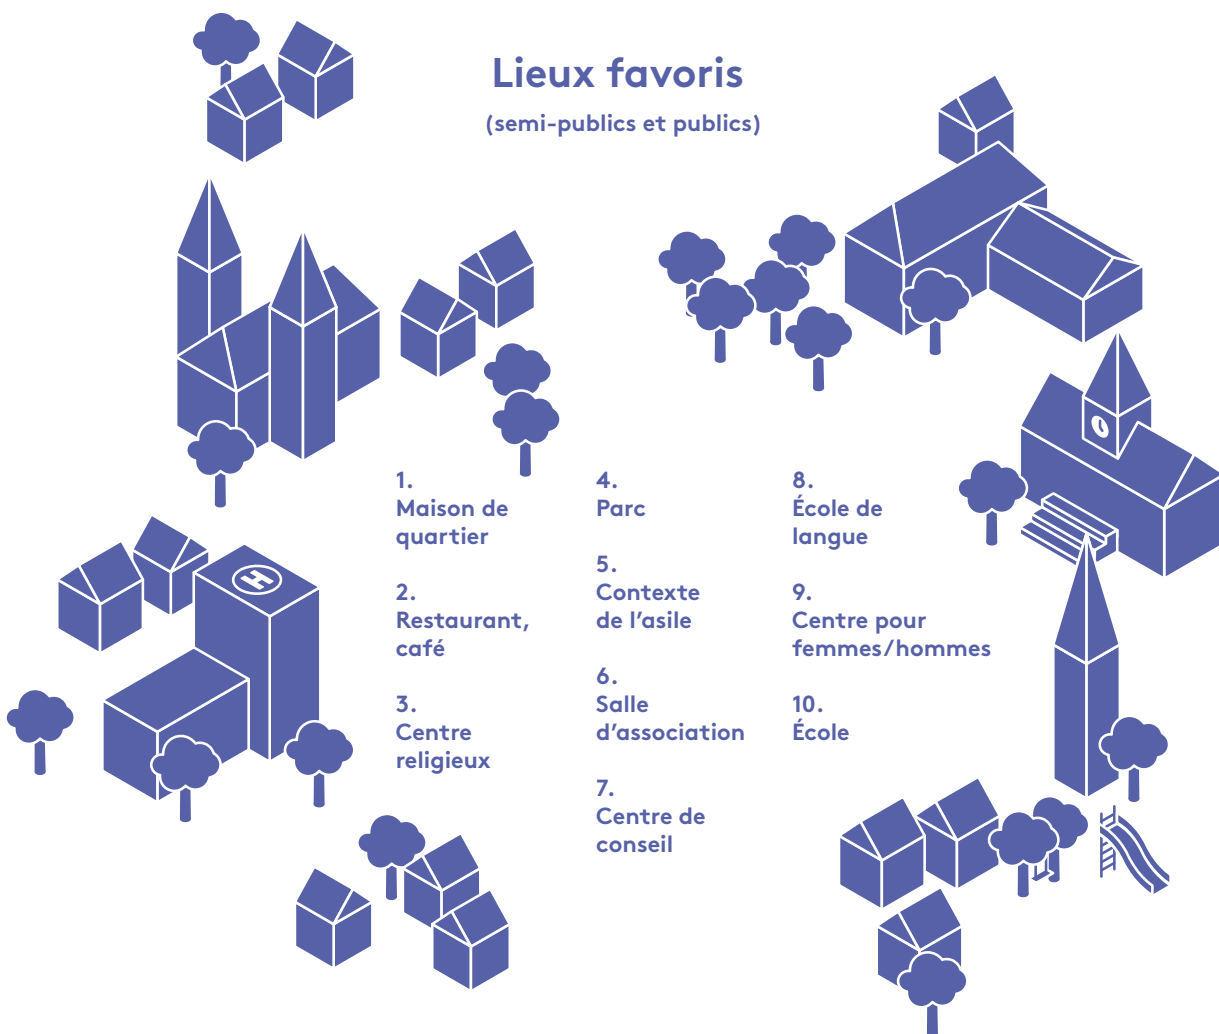 Lieux favoris
(semi-publics et publics)
1.
Maison de
quartier
2.
Restaurant,
café
3.
Centre
religieux
4.
Parc
5.
Contexte
de l’asile
6.
Salle
d’association
7.
Centre de
conseil
8.
École de
langue
9.
Centre pour
femmes/hommes
10.
École
H